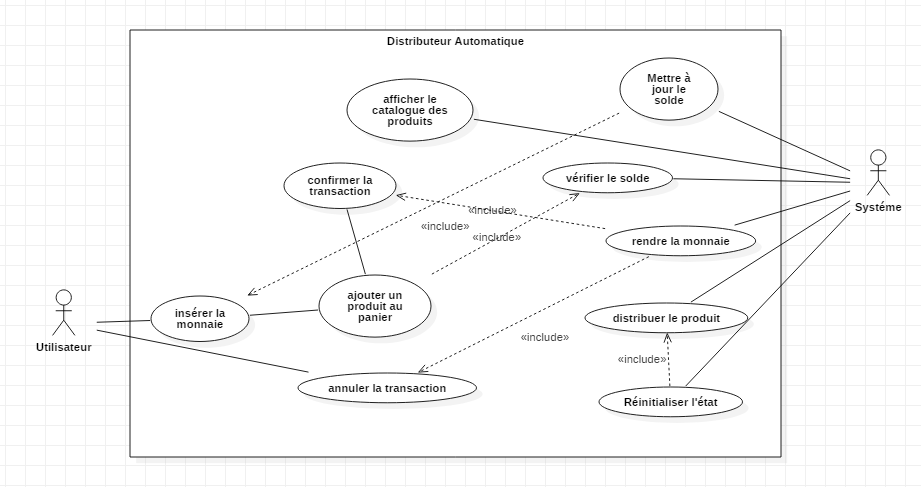 Distributeur Automatique
Mettre à
jour le
solde
afficher le
catalogue des
produits
confirmer la
transaction
vérifier le solde
Systéme
«include»
«include»
«include»
rendre la monnaie
ajouter un
produit au
panier
insérer la
monnaie
distribuer le produit
Utilisateur
«include»
«include»
annuler la transaction
Réinitialiser l'état